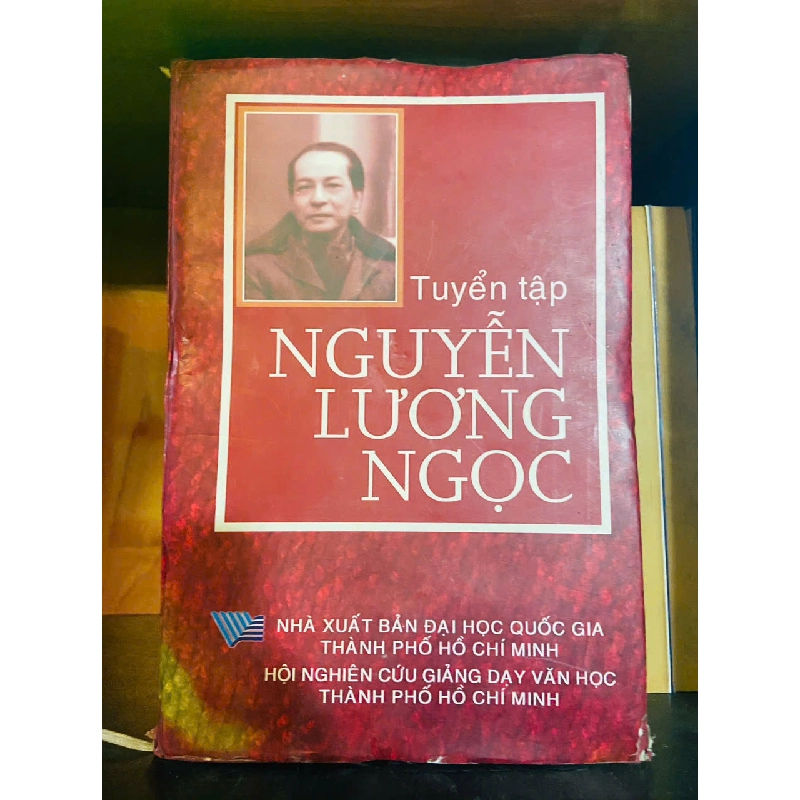 Tuyển tập
NGUYỄN
LƯƠNG
NGỌC
NHÀ XUẤT BẢN ĐẠI HỌC QUỐC GIA
THÀNH PHỐ HỒ CHÍ MINH
HỘI NGHIÊN CỨU GIẢNG DẠY VĂN HỌC
THÀNH PHỐ HỒ CHÍ MINH